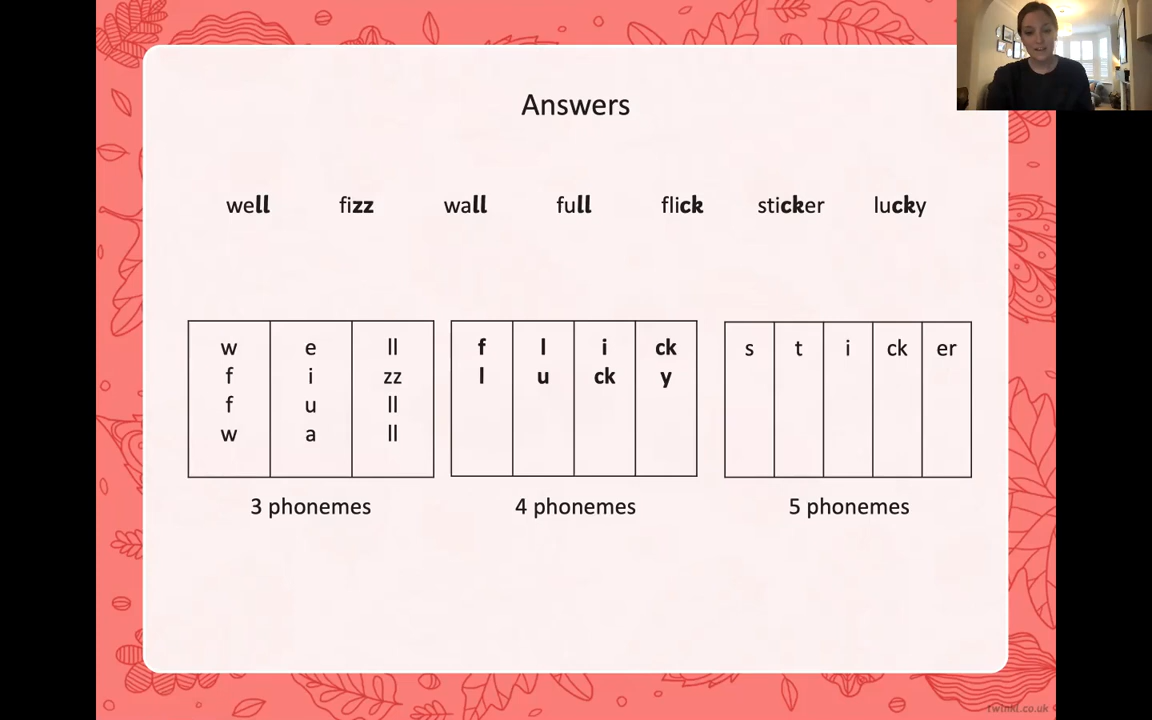 Answers
well fizz wall full flick sticker lucky
w e ll
f i zz
f u ll
w a ll
3 phonemes
f l i ck
l u ck y
4 phonemes
s t i ck er
5 phonemes
twinkl.co.uk